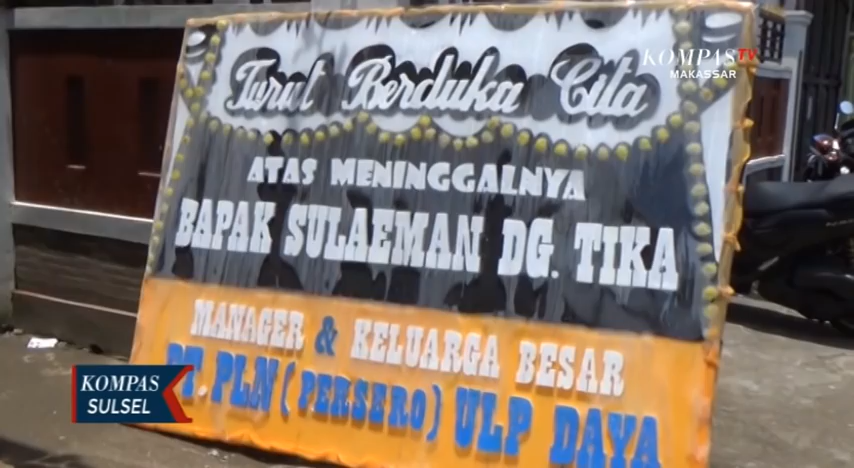 KOMPAS TV
MAKASSAR
Turut Berduka Cita
ATAS MENINGGALNYA
BAPAK SULAEMAN DG. TIKA
MANAGER & KELUARGA BESAR
PT. PLN (PERSERO) ULP DAYA
KOMPAS
SULSEL